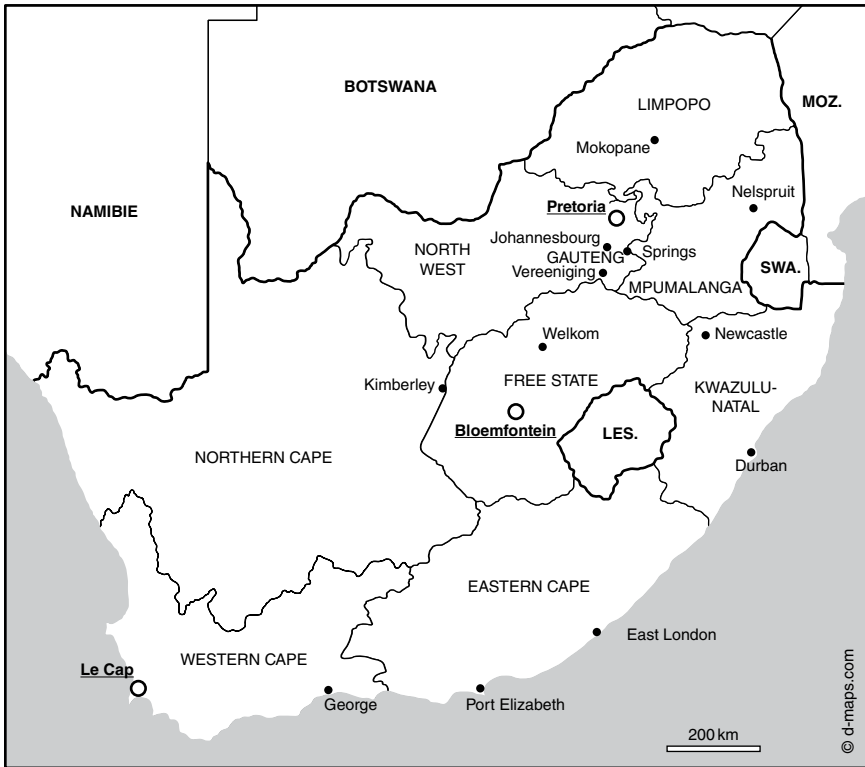 BOTSWANA
LIMPOPO
MOZ.
Mokopane
Nelspruit
NAMIBIE
Pretoria
NORTH
WEST
Johannesbourg
Springs
GAUTENG
Vereeniging
SWA.
MPUMALANGA
Welkom
Newcastle
Kimberley
FREE STATE
KWAZULU-
NATAL
Bloemfontein
LES.
NORTHERN CAPE
Durban
EASTERN CAPE
East London
WESTERN CAPE
Le Cap
George
Port Elizabeth
200 km
© d-maps.com